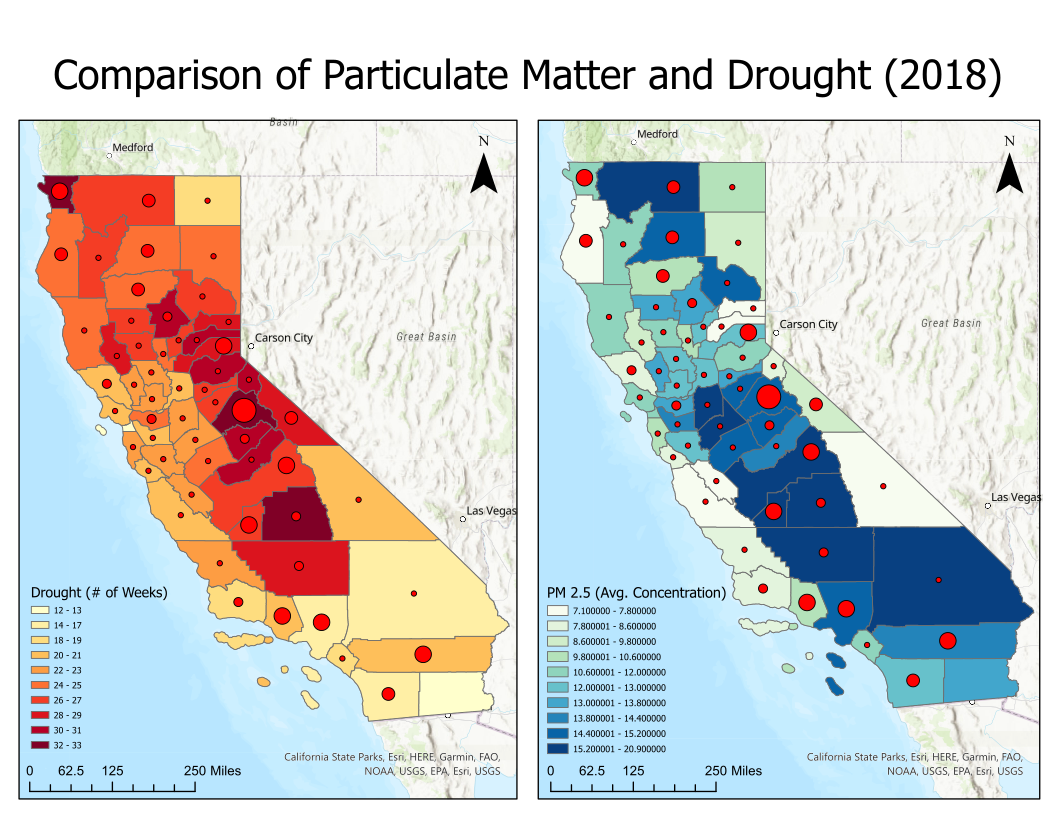 Comparison of Particulate Matter and Drought (2018)
Basin
Medford
N
Carson City
Great Basin
Las Vegas
Drought (# of Weeks)
12 - 13
14 - 17
18 - 19
20 - 21
22 - 23
24 - 25
26 - 27
28 - 29
30 - 31
32 - 33
California State Parks, Esri, HERE, Garmin, FAO,
NOAA, USGS, EPA, Esri, USGS
0 62.5 125 250 Miles
Medford
N
Carson City
Great Basin
Las Vegas
PM 2.5 (Avg. Concentration)
7.100000 - 7.800000
7.800001 - 8.600000
8.600001 - 9.800000
9.800001 - 10.600000
10.600001 - 12.000000
12.000001 - 13.000000
13.000001 - 13.800000
13.800001 - 14.400000
14.400001 - 15.200000
15.200001 - 20.900000
California State Parks, Esri, HERE, Garmin, FAO,
NOAA, USGS, EPA, Esri, USGS
0 62.5 125 250 Miles